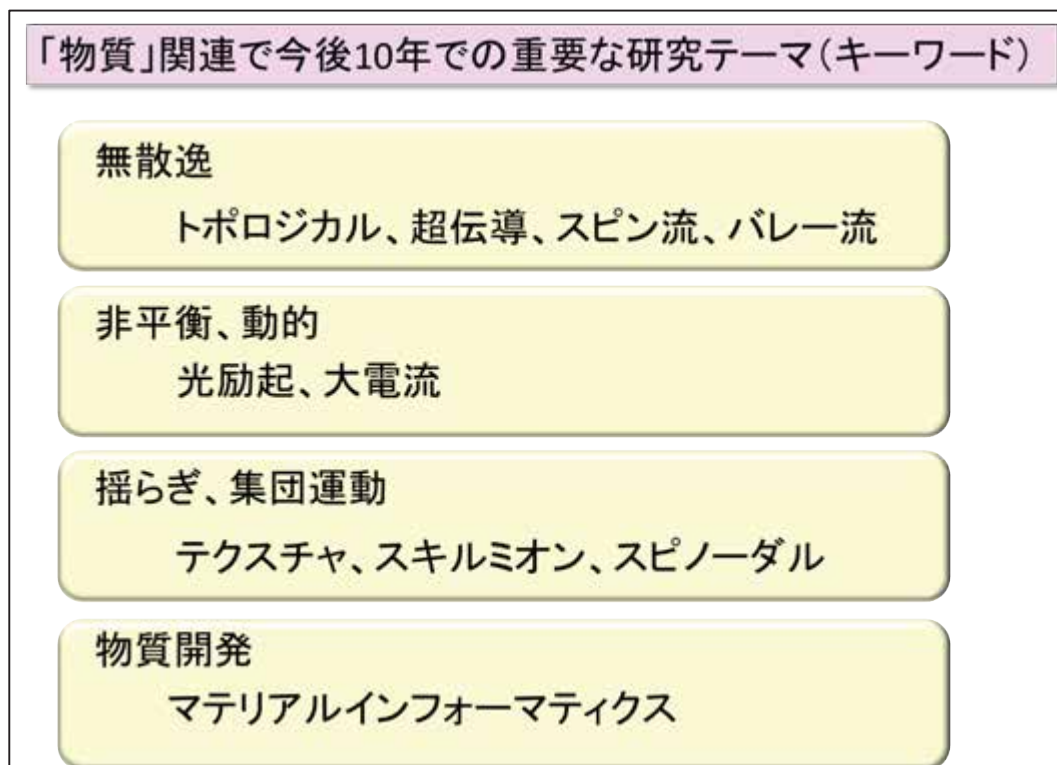 「物質」関連で今後10年での重要な研究テーマ(キーワード)
無散逸
トポロジカル、超伝導、スピン流、バレー流
非平衡、動的
光励起、大電流
揺らぎ、集団運動
テクスチャ、スキルミオン、スピノーダル
物質開発
マテリアルインフォーマティクス